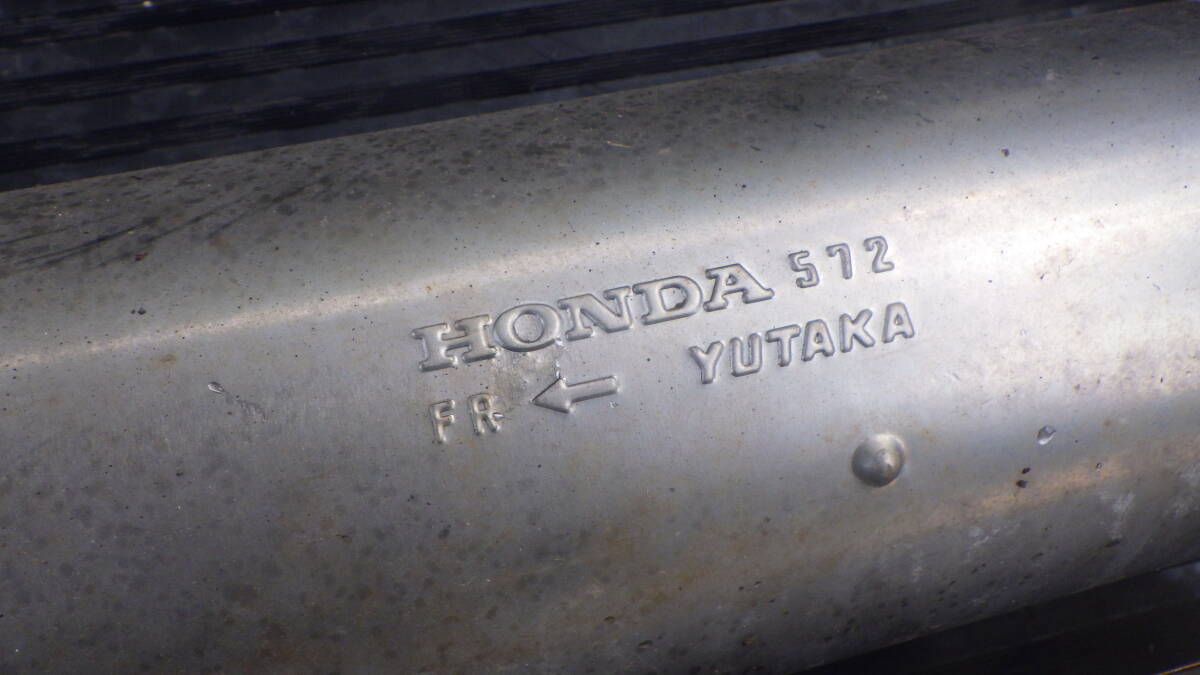 HONDA 572
YUTAKA
FR ←